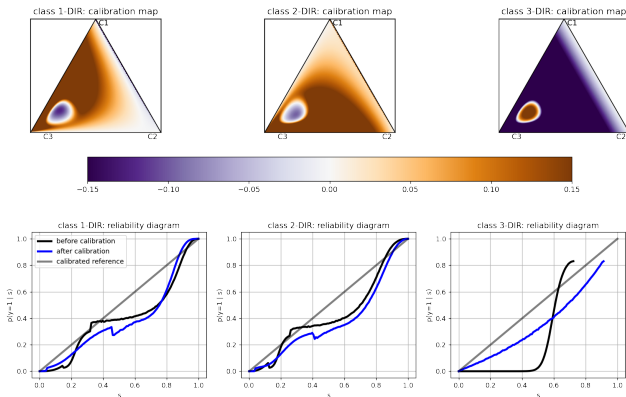 class 1-DIR: calibration map
class 2-DIR: calibration map
class 3-DIR: calibration map
C1
C1
C1
C3
C2
C3
C2
C3
C2
−0.15
−0.10
−0.05
0.00
0.05
0.10
0.15
class 1-DIR: reliability diagram
class 2-DIR: reliability diagram
class 3-DIR: reliability diagram
before calibration
after calibration
calibrated reference
p(y=1 | s)
1.0
0.8
0.6
0.4
0.2
0.0
0.0
0.2
0.4
0.6
0.8
1.0
p(y=1 | s)
1.0
0.8
0.6
0.4
0.2
0.0
0.0
0.2
0.4
0.6
0.8
1.0
p(y=1 | s)
1.0
0.8
0.6
0.4
0.2
0.0
0.0
0.2
0.4
0.6
0.8
1.0